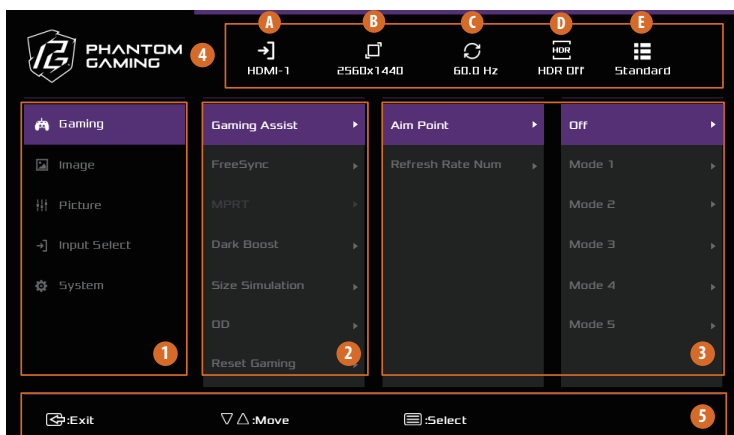 A B C D E
PHANTOM
GAMING
4
HDR
HDMI-1 2560x1440 60.0 Hz HDR Off Standard
Gaming Gaming Assist Aim Point Off
Image FreeSync Refresh Rate Num Mode 1
Picture MPRT Mode 2
Input Select Dark Boost Mode 3
System Size Simulation Mode 4
OD Mode 5
1 2 3
Reset Gaming
:Exit :Move :Select 5